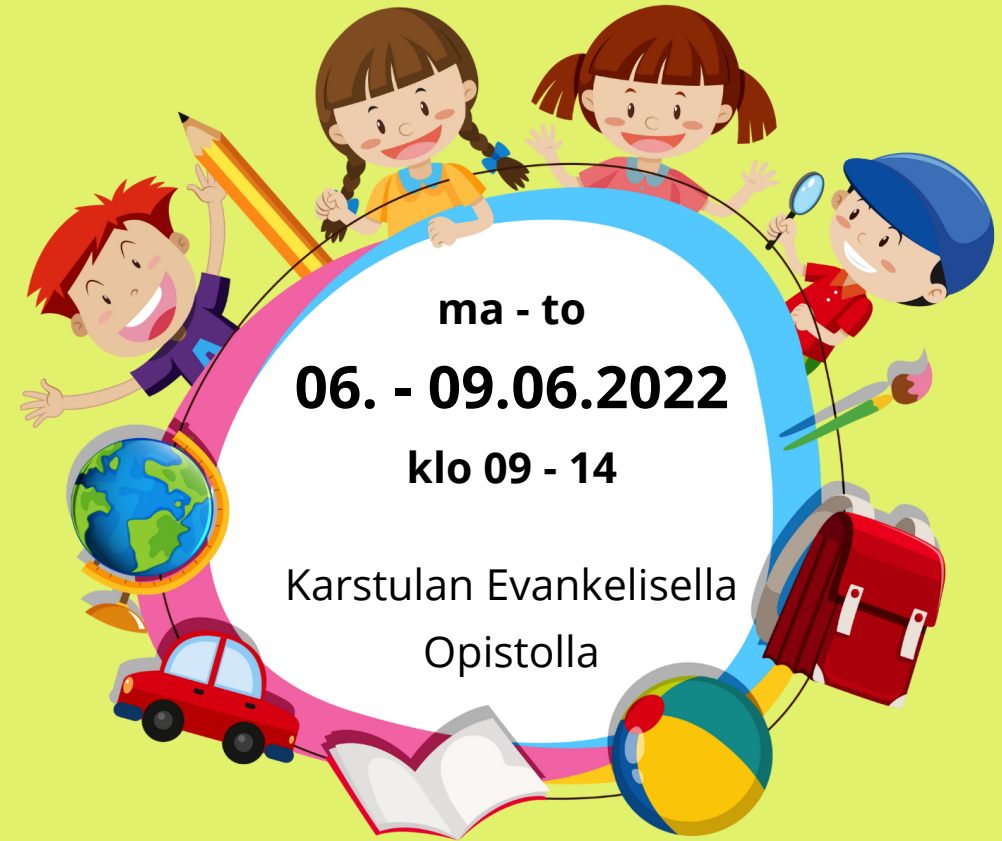 ma - to
06. - 09.06.2022
klo 09 - 14
Karstulan Evankelisella
Opistolla